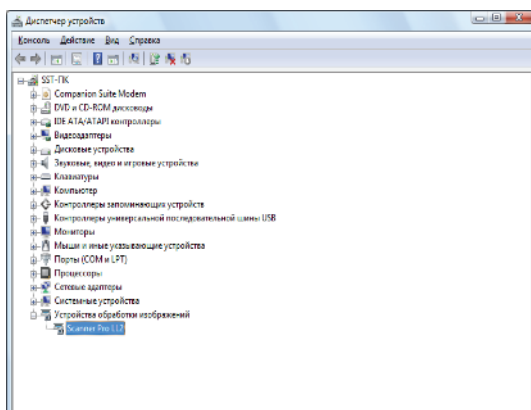 Диспетчер устройств
Консоль Действие Вид Справка
SST-ПК
Companion Suite Modem
DVD и CD-ROM дисководы
IDE ATA/ATAPI контроллеры
Видеоадаптеры
Дисковые устройства
Звуковые, видео и игровые устройства
Клавиатуры
Компьютер
Контроллеры запоминающих устройств
Контроллеры универсальной последовательной шины USB
Мониторы
Мыши и иные указывающие устройства
Порты (COM и LPT)
Процессоры
Сетевые адаптеры
Системные устройства
Устройства обработки изображений
Scanner Pro LL2